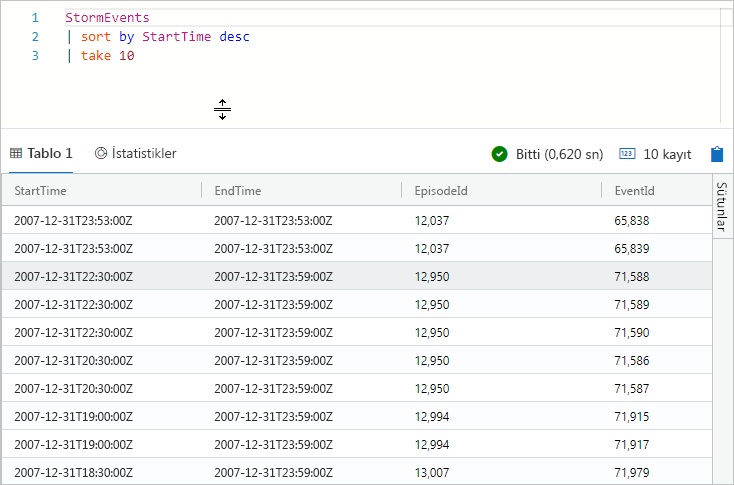 1 StormEvents
2 | sort by StartTime desc
3 | take 10
Tablo 1 İstatistikler Bitti (0,620 sn) 123 10 kayıt
StartTime EndTime EpisodeId EventId
Sütunlar
2007-12-31T23:53:00Z 2007-12-31T23:53:00Z 12,037 65,838
2007-12-31T23:53:00Z 2007-12-31T23:53:00Z 12,037 65,839
2007-12-31T22:30:00Z 2007-12-31T23:59:00Z 12,950 71,588
2007-12-31T22:30:00Z 2007-12-31T23:59:00Z 12,950 71,589
2007-12-31T22:30:00Z 2007-12-31T23:59:00Z 12,950 71,590
2007-12-31T20:30:00Z 2007-12-31T23:59:00Z 12,950 71,586
2007-12-31T20:30:00Z 2007-12-31T23:59:00Z 12,950 71,587
2007-12-31T19:00:00Z 2007-12-31T23:59:00Z 12,994 71,915
2007-12-31T19:00:00Z 2007-12-31T23:59:00Z 12,994 71,917
2007-12-31T18:30:00Z 2007-12-31T23:59:00Z 13,007 71,979